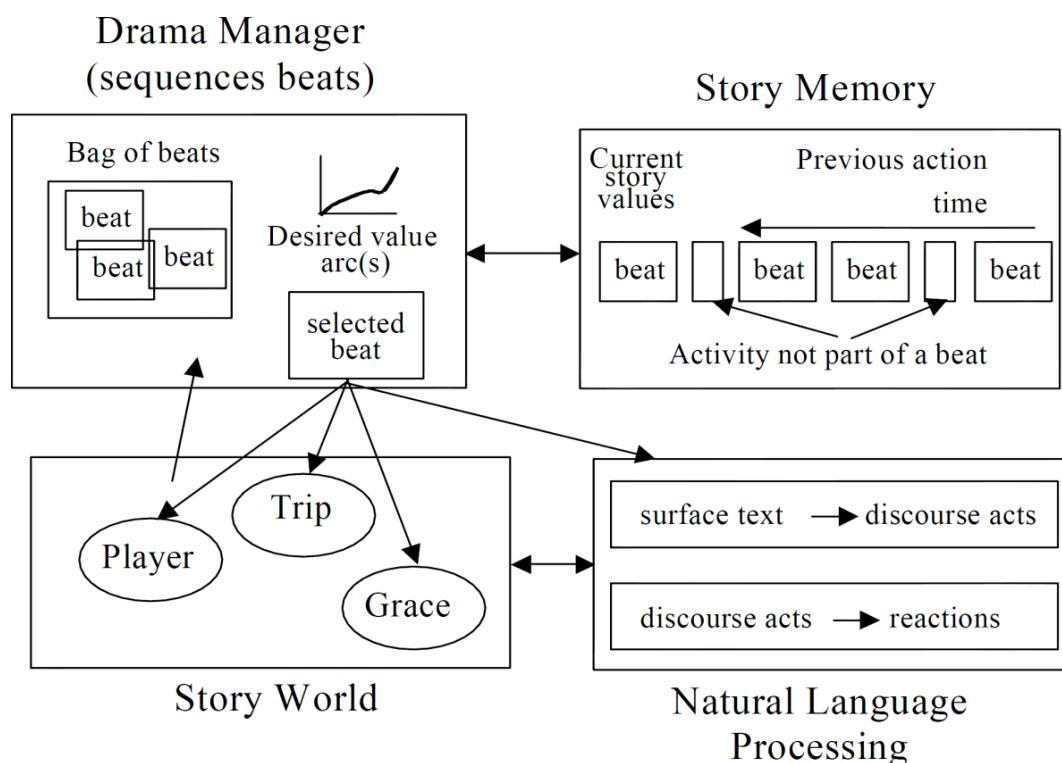 Drama Manager
(sequences beats)
Bag of beats
beat
beat
beat
Desired value
arc(s)
selected
beat
Story Memory
Current
story
values
Previous action
time
beat
beat
beat
beat
Activity not part of a beat
Player
Trip
Grace
Story World
surface text
discourse acts
discourse acts
reactions
Natural Language
Processing